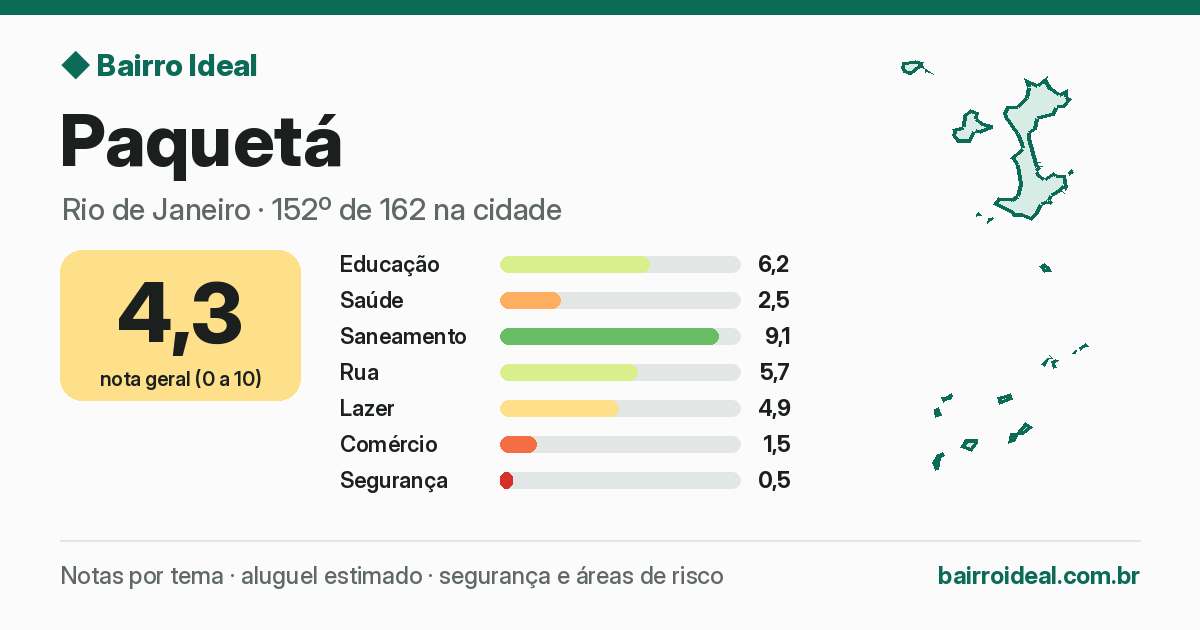 Bairro Ideal
Paquetá
Rio de Janeiro · 152º de 162 na cidade
4,3
nota geral (0 a 10)
Educação 6,2
Saúde 2,5
Saneamento 9,1
Rua 5,7
Lazer 4,9
Comércio 1,5
Segurança 0,5
Notas por tema · aluguel estimado · segurança e áreas de risco
bairroideal.com.br